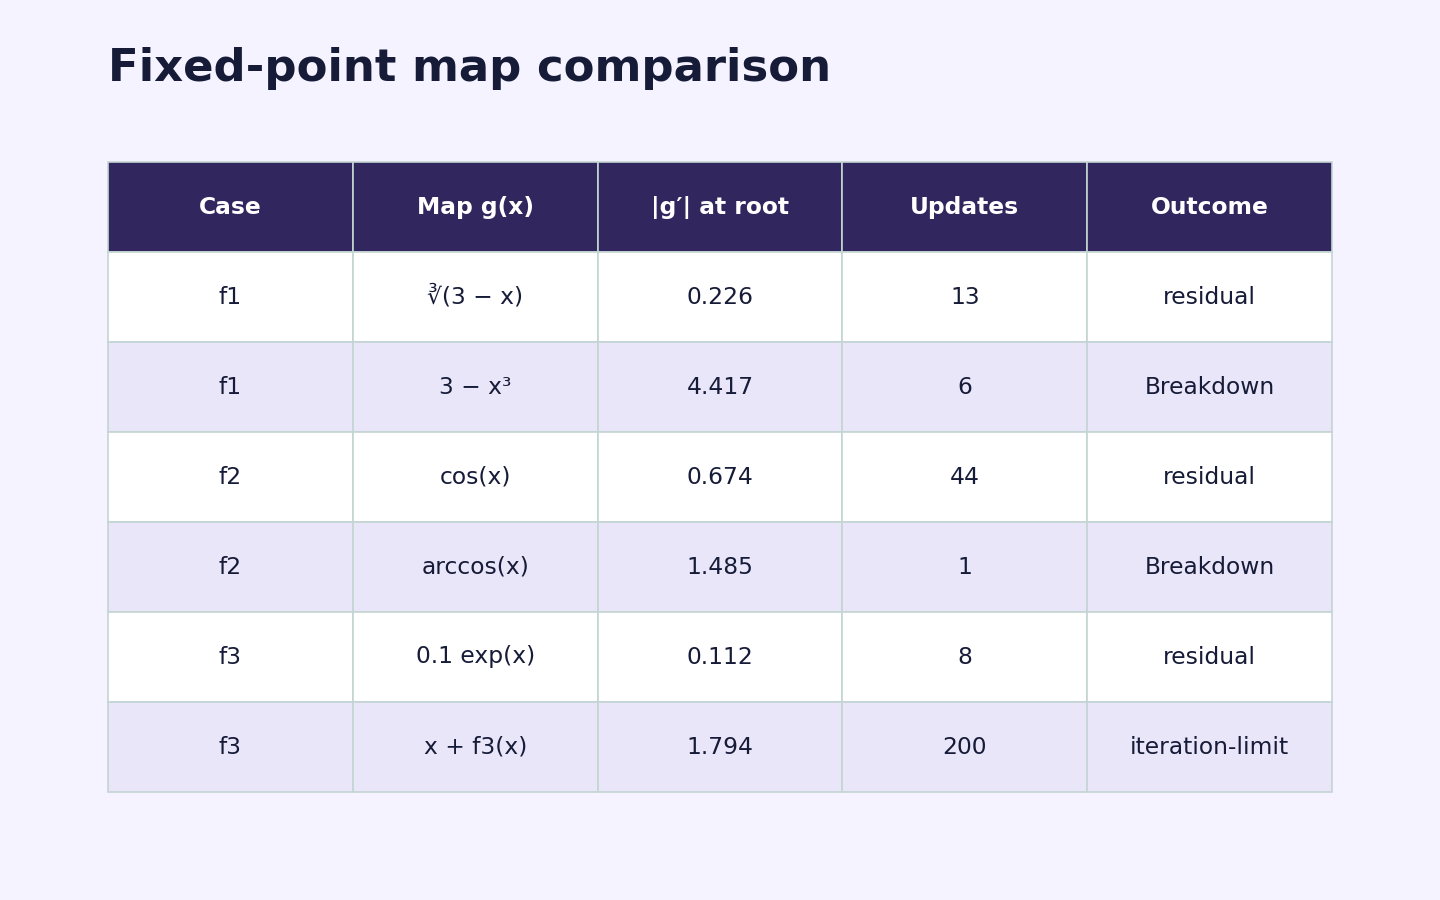 Fixed-point map comparison
Case Map g(x) |g′| at root Updates Outcome
f1 ∛(3 − x) 0.226 13 residual
f1 3 − x³ 4.417 6 Breakdown
f2 cos(x) 0.674 44 residual
f2 arccos(x) 1.485 1 Breakdown
f3 0.1 exp(x) 0.112 8 residual
f3 x + f3(x) 1.794 200 iteration-limit